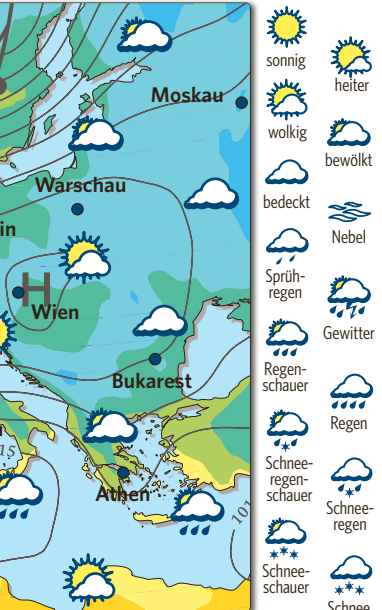 Moskau
Warschau
in
H
Wien
Bukarest
15
Athen
101
sonnig
heiter
wolkig
bewölkt
bedeckt
Nebel
Sprüh-
regen
Gewitter
Regen-
schauer
Regen
Schnee-
regen-
schauer
Schnee-
regen
Schnee-
schauer
Schnee